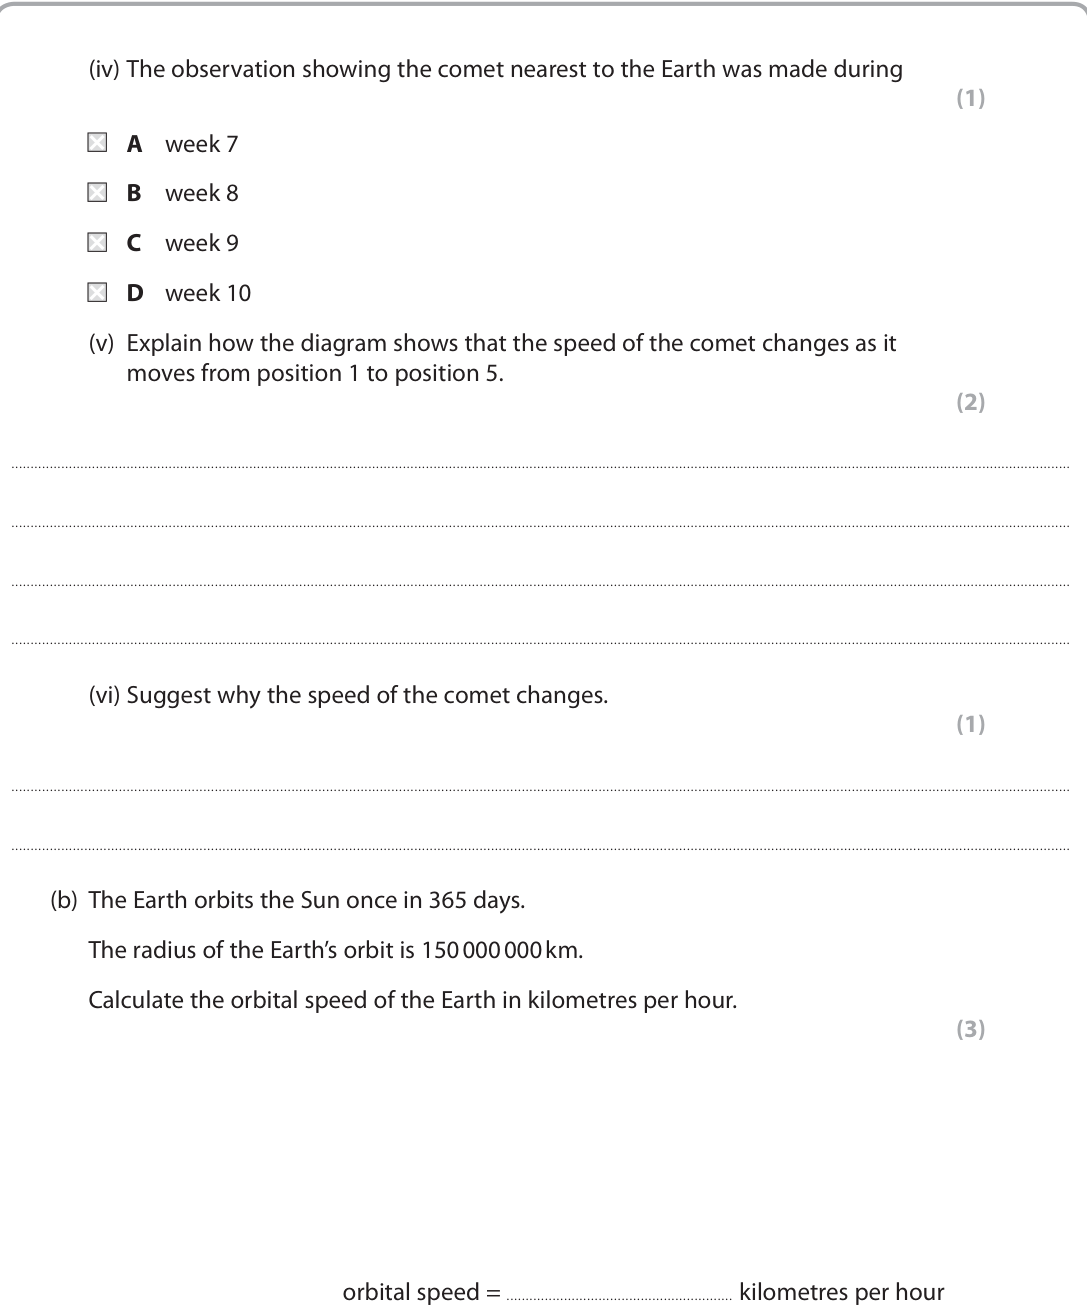 (iv) The observation showing the comet nearest to the Earth was made during
(1)
A week 7
B week 8
C week 9
D week 10
(v) Explain how the diagram shows that the speed of the comet changes as it
moves from position 1 to position 5.
(2)
(vi) Suggest why the speed of the comet changes.
(1)
(b) The Earth orbits the Sun once in 365 days.
The radius of the Earth's orbit is 150 000 000 km.
Calculate the orbital speed of the Earth in kilometres per hour.
(3)
orbital speed = ............................................................ kilometres per hour